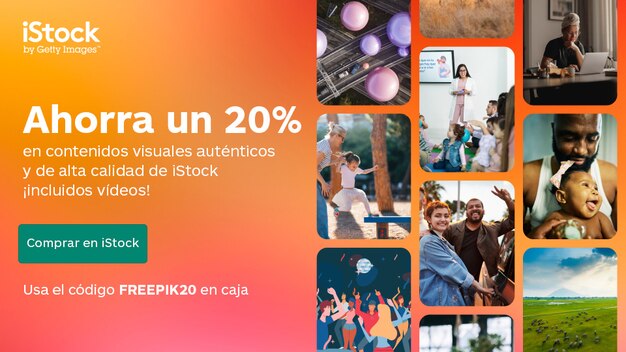 iStock
by Getty Images™
Ahorra un 20%
en contenidos visuales auténticos
y de alta calidad de iStock
¡incluidos vídeos!
Comprar en iStock
Usa el código FREEPIK20 en caja